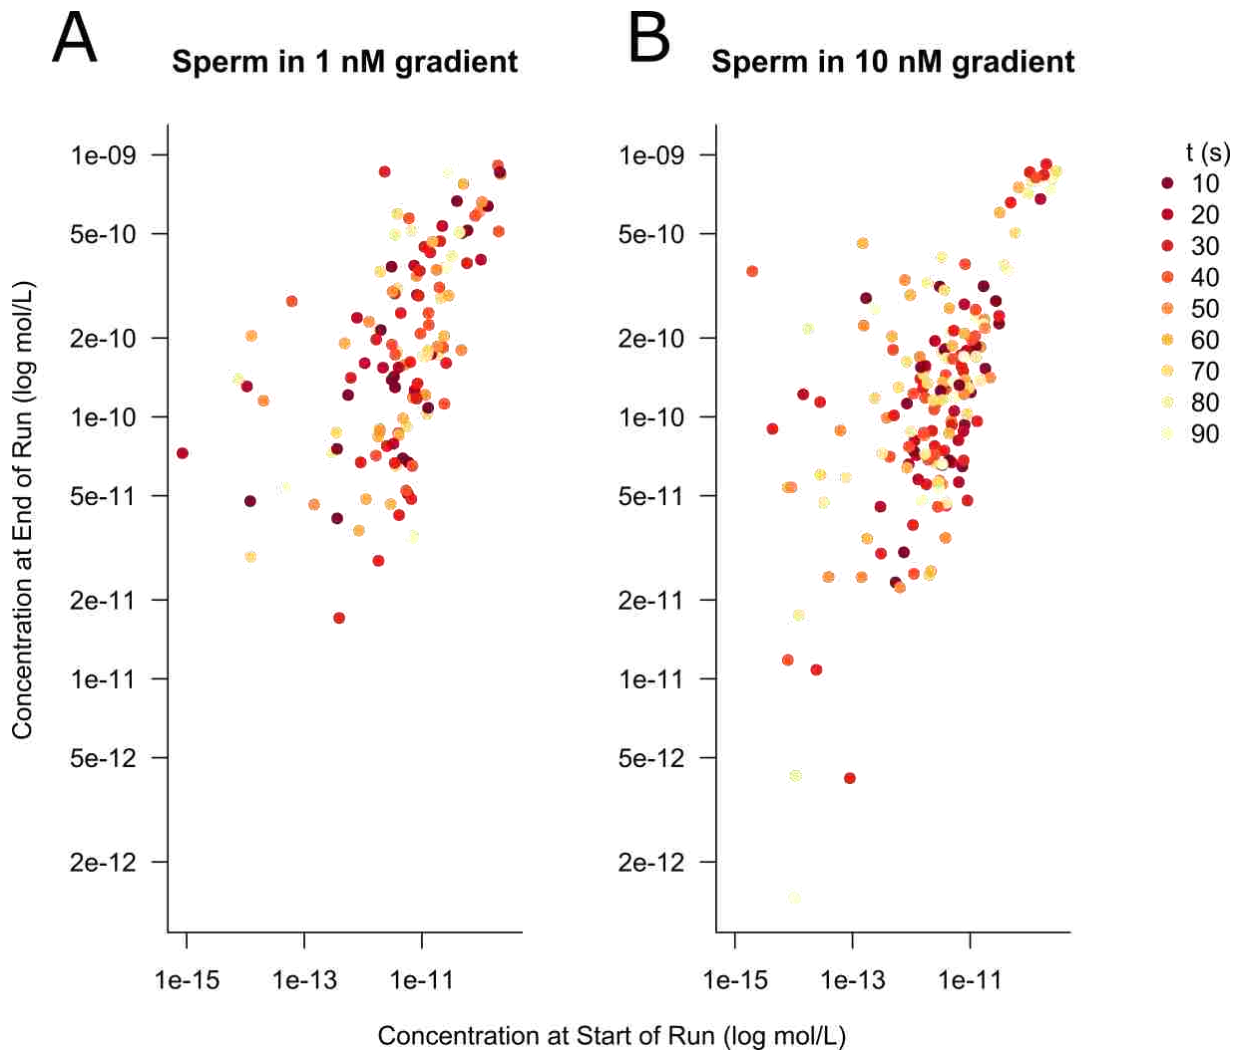 A
Sperm in 1 nM gradient
B
Sperm in 10 nM gradient
Concentration at End of Run (log mol/L)
1e-09
5e-10
2e-10
1e-10
5e-11
2e-11
1e-11
5e-12
2e-12
1e-15
1e-13
1e-11
1e-09
5e-10
2e-10
1e-10
5e-11
2e-11
1e-11
5e-12
2e-12
1e-15
1e-13
1e-11
t (s)
10
20
30
40
50
60
70
80
90
Concentration at Start of Run (log mol/L)